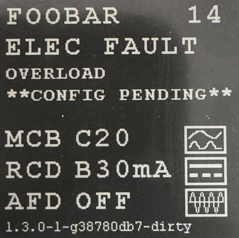 FOOBAR 14
ELEC FAULT
OVERLOAD
**CONFIG PENDING**
MCB C20
RCD B30mA
AFD OFF
1.3.0-1-g38780db7-dirty